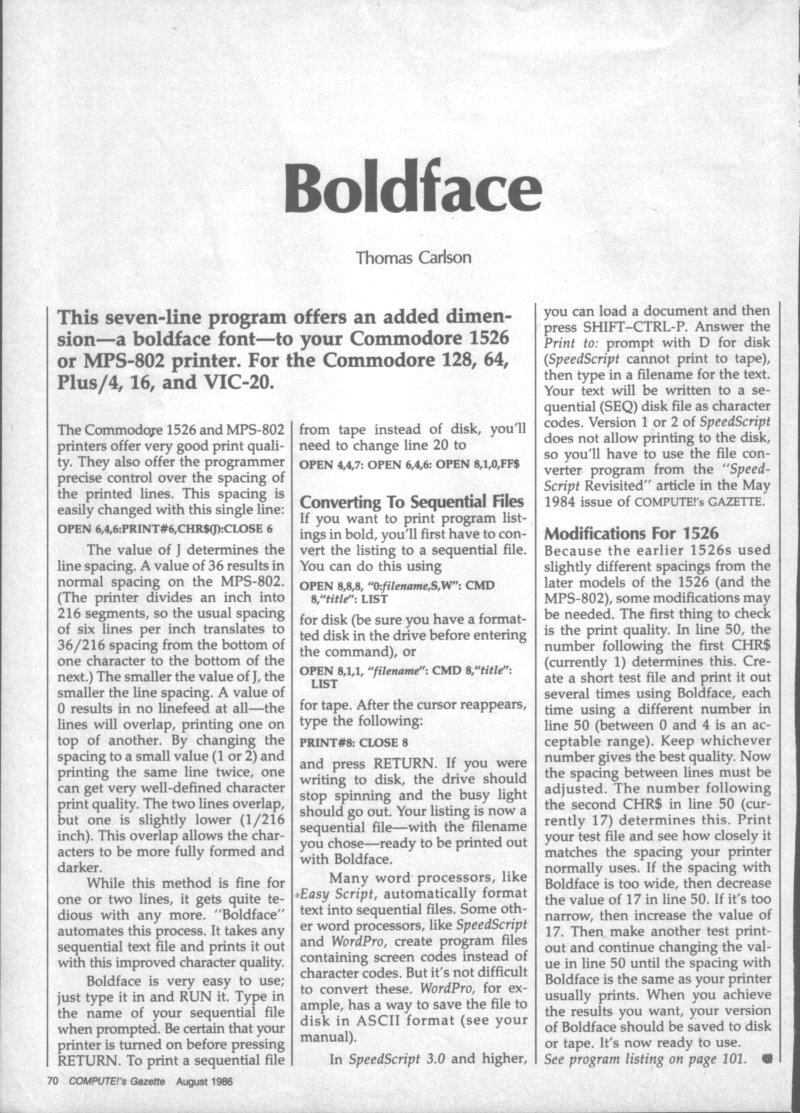 Boldface
Thomas Carlson
This seven-line program offers an added dimen-
sion—a boldface font—to your Commodore 1526
or MPS-802 printer. For the Commodore 128, 64,
Plus/4, 16, and VIC-20.
The Commodore 1526 and MPS-802
printers offer very good print quali-
ty. They also offer the programmer
precise control over the spacing of
the printed lines. This spacing is
easily changed with this single line:
OPEN 6,4,6:PRINT#6,CHR$(J):CLOSE 6
The value of J determines the
line spacing. A value of 36 results in
normal spacing on the MPS-802.
(The printer divides an inch into
216 segments, so the usual spacing
of six lines per inch translates to
36/216 spacing from the bottom of
one character to the bottom of the
next.) The smaller the value of J, the
smaller the line spacing. A value of
0 results in no linefeed at all—the
lines will overlap, printing one on
top of another. By changing the
spacing to a small value (1 or 2) and
printing the same line twice, one
can get very well-defined character
print quality. The two lines overlap,
but one is slightly lower (1/216
inch). This overlap allows the char-
acters to be more fully formed and
darker.
While this method is fine for
one or two lines, it gets quite te-
dious with any more. "Boldface"
automates this process. It takes any
sequential text file and prints it out
with this improved character quality.
Boldface is very easy to use;
just type it in and RUN it. Type in
the name of your sequential file
when prompted. Be certain that your
printer is turned on before pressing
RETURN. To print a sequential file
from tape instead of disk, you'll
need to change line 20 to
OPEN 4,4,7: OPEN 6,4,6: OPEN 8,1,0,FF$
Converting To Sequential Files
If you want to print program list-
ings in bold, you'll first have to con-
vert the listing to a sequential file.
You can do this using
OPEN 8,8,8, "0:filename,S,W": CMD
8,"title": LIST
for disk (be sure you have a format-
ted disk in the drive before entering
the command), or
OPEN 8,1,1, "filename": CMD 8,"title":
LIST
for tape. After the cursor reappears,
type the following:
PRINT#8: CLOSE 8
and press RETURN. If you were
writing to disk, the drive should
stop spinning and the busy light
should go out. Your listing is now a
sequential file—with the filename
you chose—ready to be printed out
with Boldface.
Many word processors, like
Easy Script, automatically format
text into sequential files. Some oth-
er word processors, like SpeedScript
and WordPro, create program files
containing screen codes instead of
character codes. But it's not difficult
to convert these. WordPro, for ex-
ample, has a way to save the file to
disk in ASCII format (see your
manual).
In SpeedScript 3.0 and higher,
you can load a document and then
press SHIFT–CTRL-P. Answer the
Print to: prompt with D for disk
(SpeedScript cannot print to tape),
then type in a filename for the text.
Your text will be written to a se-
quential (SEQ) disk file as character
codes. Version 1 or 2 of SpeedScript
does not allow printing to the disk,
so you'll have to use the file con-
verter program from the "Speed-
Script Revisited" article in the May
1984 issue of COMPUTE!'s GAZETTE.
Modifications For 1526
Because the earlier 1526s used
slightly different spacings from the
later models of the 1526 (and the
MPS-802), some modifications may
be needed. The first thing to check
is the print quality. In line 50, the
number following the first CHR$
(currently 1) determines this. Cre-
ate a short test file and print it out
several times using Boldface, each
time using a different number in
line 50 (between 0 and 4 is an ac-
ceptable range). Keep whichever
number gives the best quality. Now
the spacing between lines must be
adjusted. The number following
the second CHR$ in line 50 (cur-
rently 17) determines this. Print
your test file and see how closely it
matches the spacing your printer
normally uses. If the spacing with
Boldface is too wide, then decrease
the value of 17 in line 50. If it's too
narrow, then increase the value of
17. Then make another test print-
out and continue changing the val-
ue in line 50 until the spacing with
Boldface is the same as your printer
usually prints. When you achieve
the results you want, your version
of Boldface should be saved to disk
or tape. It's now ready to use.
See program listing on page 101.
70 COMPUTE!'s Gazette August 1986